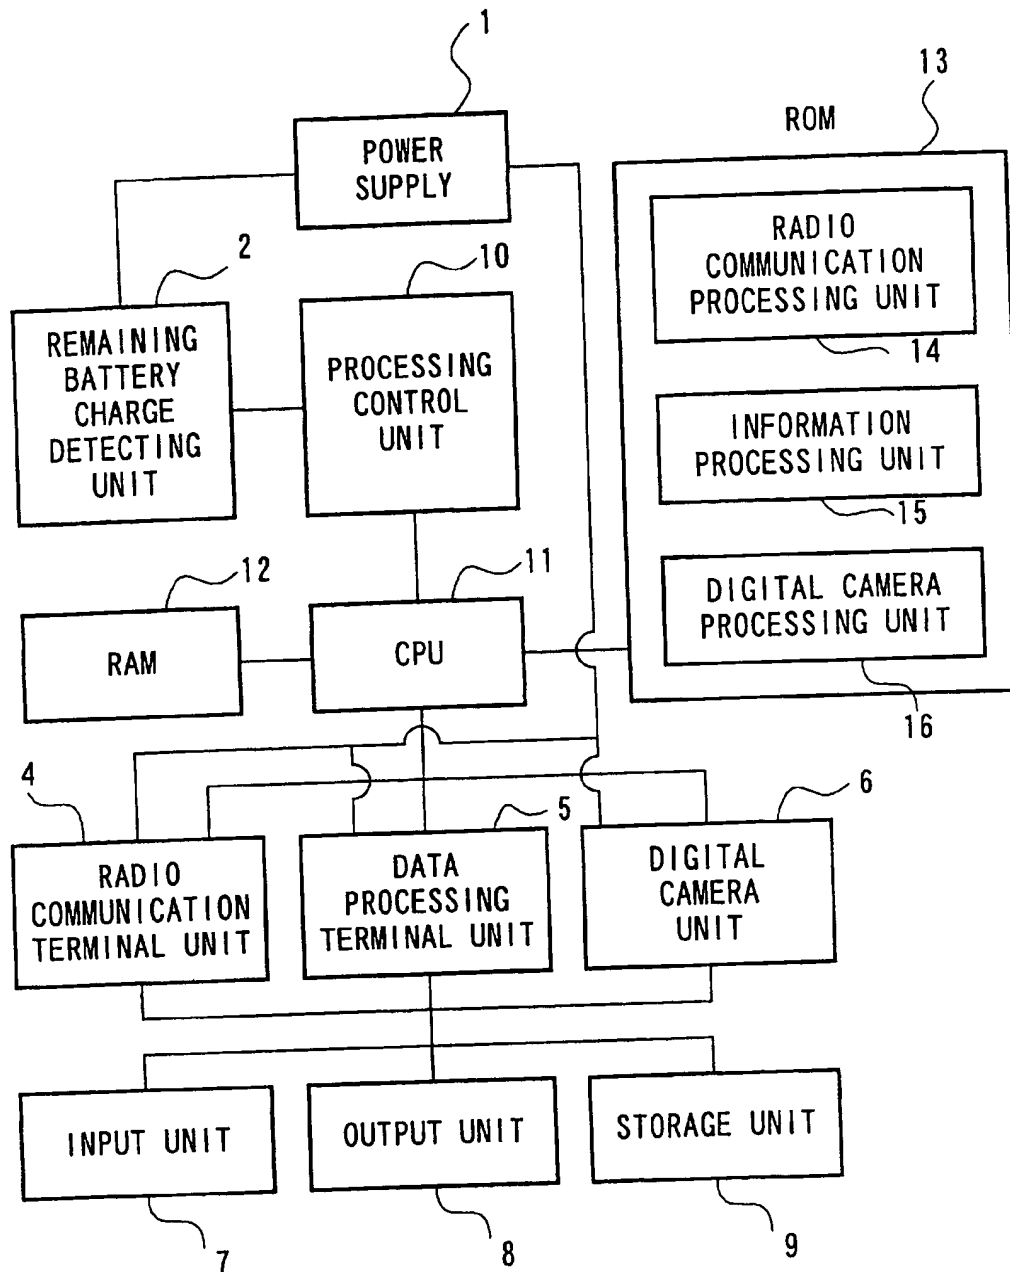 1
13
ROM
POWER
SUPPLY
RADIO
COMMUNICATION
PROCESSING UNIT
14
2
10
REMAINING
BATTERY
CHARGE
DETECTING
UNIT
PROCESSING
CONTROL
UNIT
INFORMATION
PROCESSING UNIT
15
12
11
RAM
CPU
DIGITAL CAMERA
PROCESSING UNIT
16
4
5
6
RADIO
COMMUNICATION
TERMINAL UNIT
DATA
PROCESSING
TERMINAL UNIT
DIGITAL
CAMERA
UNIT
INPUT UNIT
OUTPUT UNIT
STORAGE UNIT
7
8
9